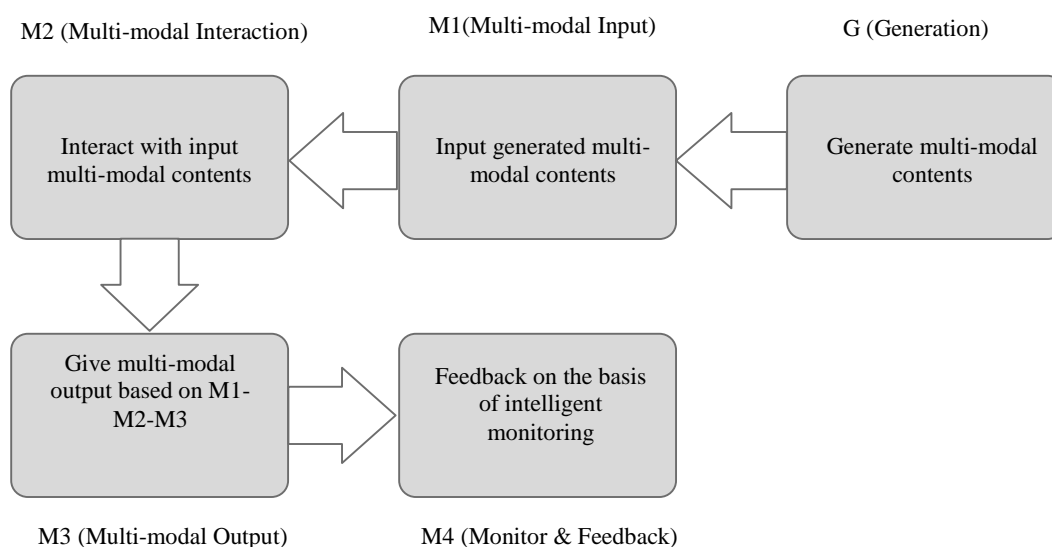 M2 (Multi-modal Interaction)
M1(Multi-modal Input)
G (Generation)
Interact with input
multi-modal contents
Input generated multi-
modal contents
Generate multi-modal
contents
Give multi-modal
output based on M1-
M2-M3
Feedback on the basis
of intelligent
monitoring
M3 (Multi-modal Output)
M4 (Monitor & Feedback)